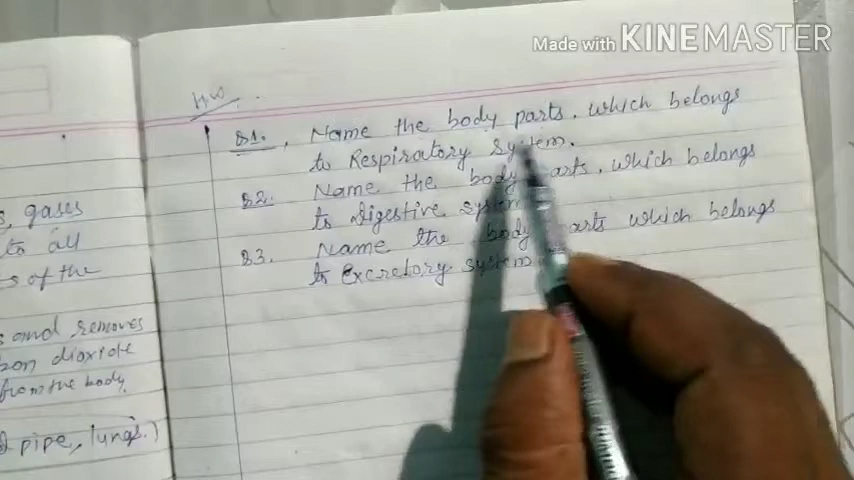 Made with KINEMASTER
H.W
Q1. Name the body parts. which belongs
to Respiratory system.
Q2. Name the body parts. which belongs
to digestive system
Q3. Name the body parts which belongs
to Excretory system
s, gases
to all
s of the
s and removes
bon dioxide
from the body.
d pipe, lungs.)